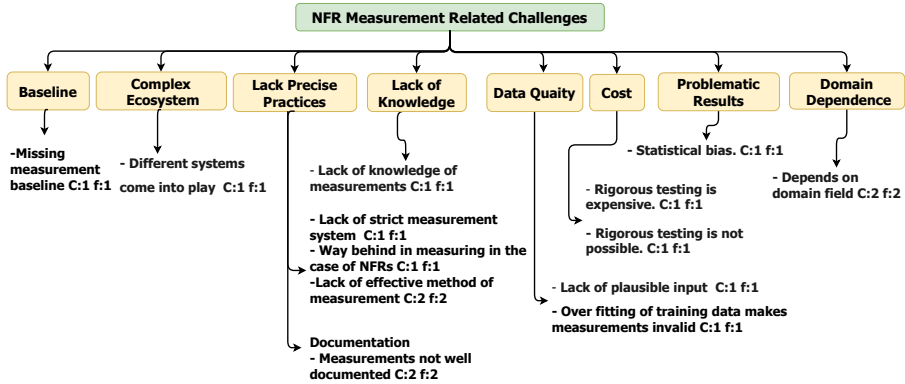 NFR Measurement Related Challenges
Baseline
Complex
Ecosystem
Lack Precise
Practices
Lack of
Knowledge
Data Quaity
Cost
Problematic
Results
Domain
Dependence
-Missing
measurement
baseline C:1 f:1
- Different systems
come into play C:1 f:1
- Lack of knowledge of
measurements C:1 f:1
- Statistical bias. C:1 f:1
- Depends on
domain field C:2 f:2
- Rigorous testing is
expensive. C:1 f:1
- Rigorous testing is not
possible. C:1 f:1
- Lack of strict measurement
system C:1 f:1
- Way behind in measuring in the
case of NFRs C:1 f:1
-Lack of effective method of
measurement C:2 f:2
- Lack of plausible input C:1 f:1
- Over fitting of training data makes
measurements invalid C:1 f:1
Documentation
- Measurements not well
documented C:2 f:2